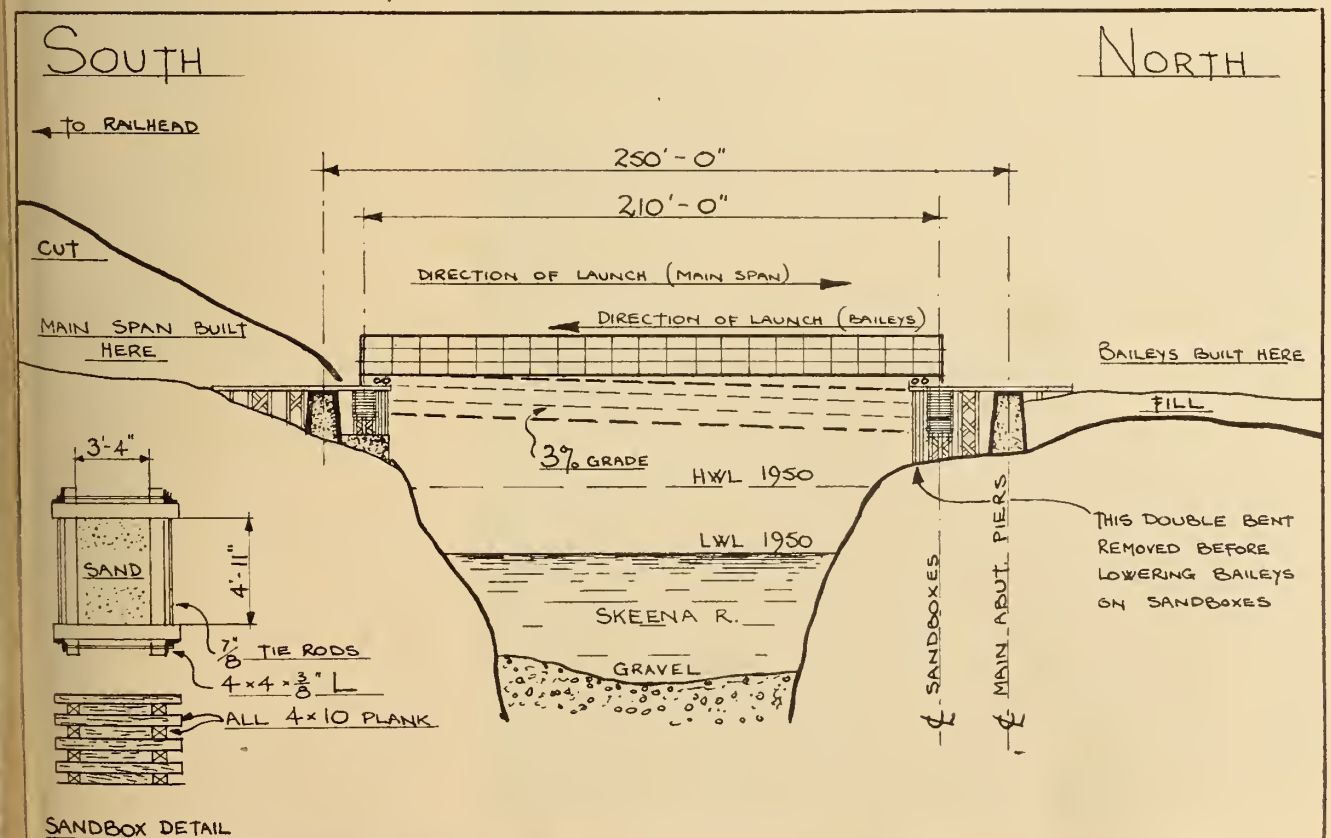 SOUTH
NORTH
TO RAILHEAD
250'-0"
210'-0"
CUT
DIRECTION OF LAUNCH (MAIN SPAN)
DIRECTION OF LAUNCH (BAILEYS)
MAIN SPAN BUILT
HERE
BAILEYS BUILT HERE
FILL
3% GRADE
HWL 1950
LWL 1950
SKEENA R.
GRAVEL
THIS DOUBLE BENT
REMOVED BEFORE
LOWERING BAILEYS
ON SANDBOXES
℄ SANDBOXES
℄ MAIN ABUT. PIERS
3'-4"
SAND
4'-11"
7/8" TIE RODS
4×4×3/8" L
ALL 4×10 PLANK
SANDBOX DETAIL